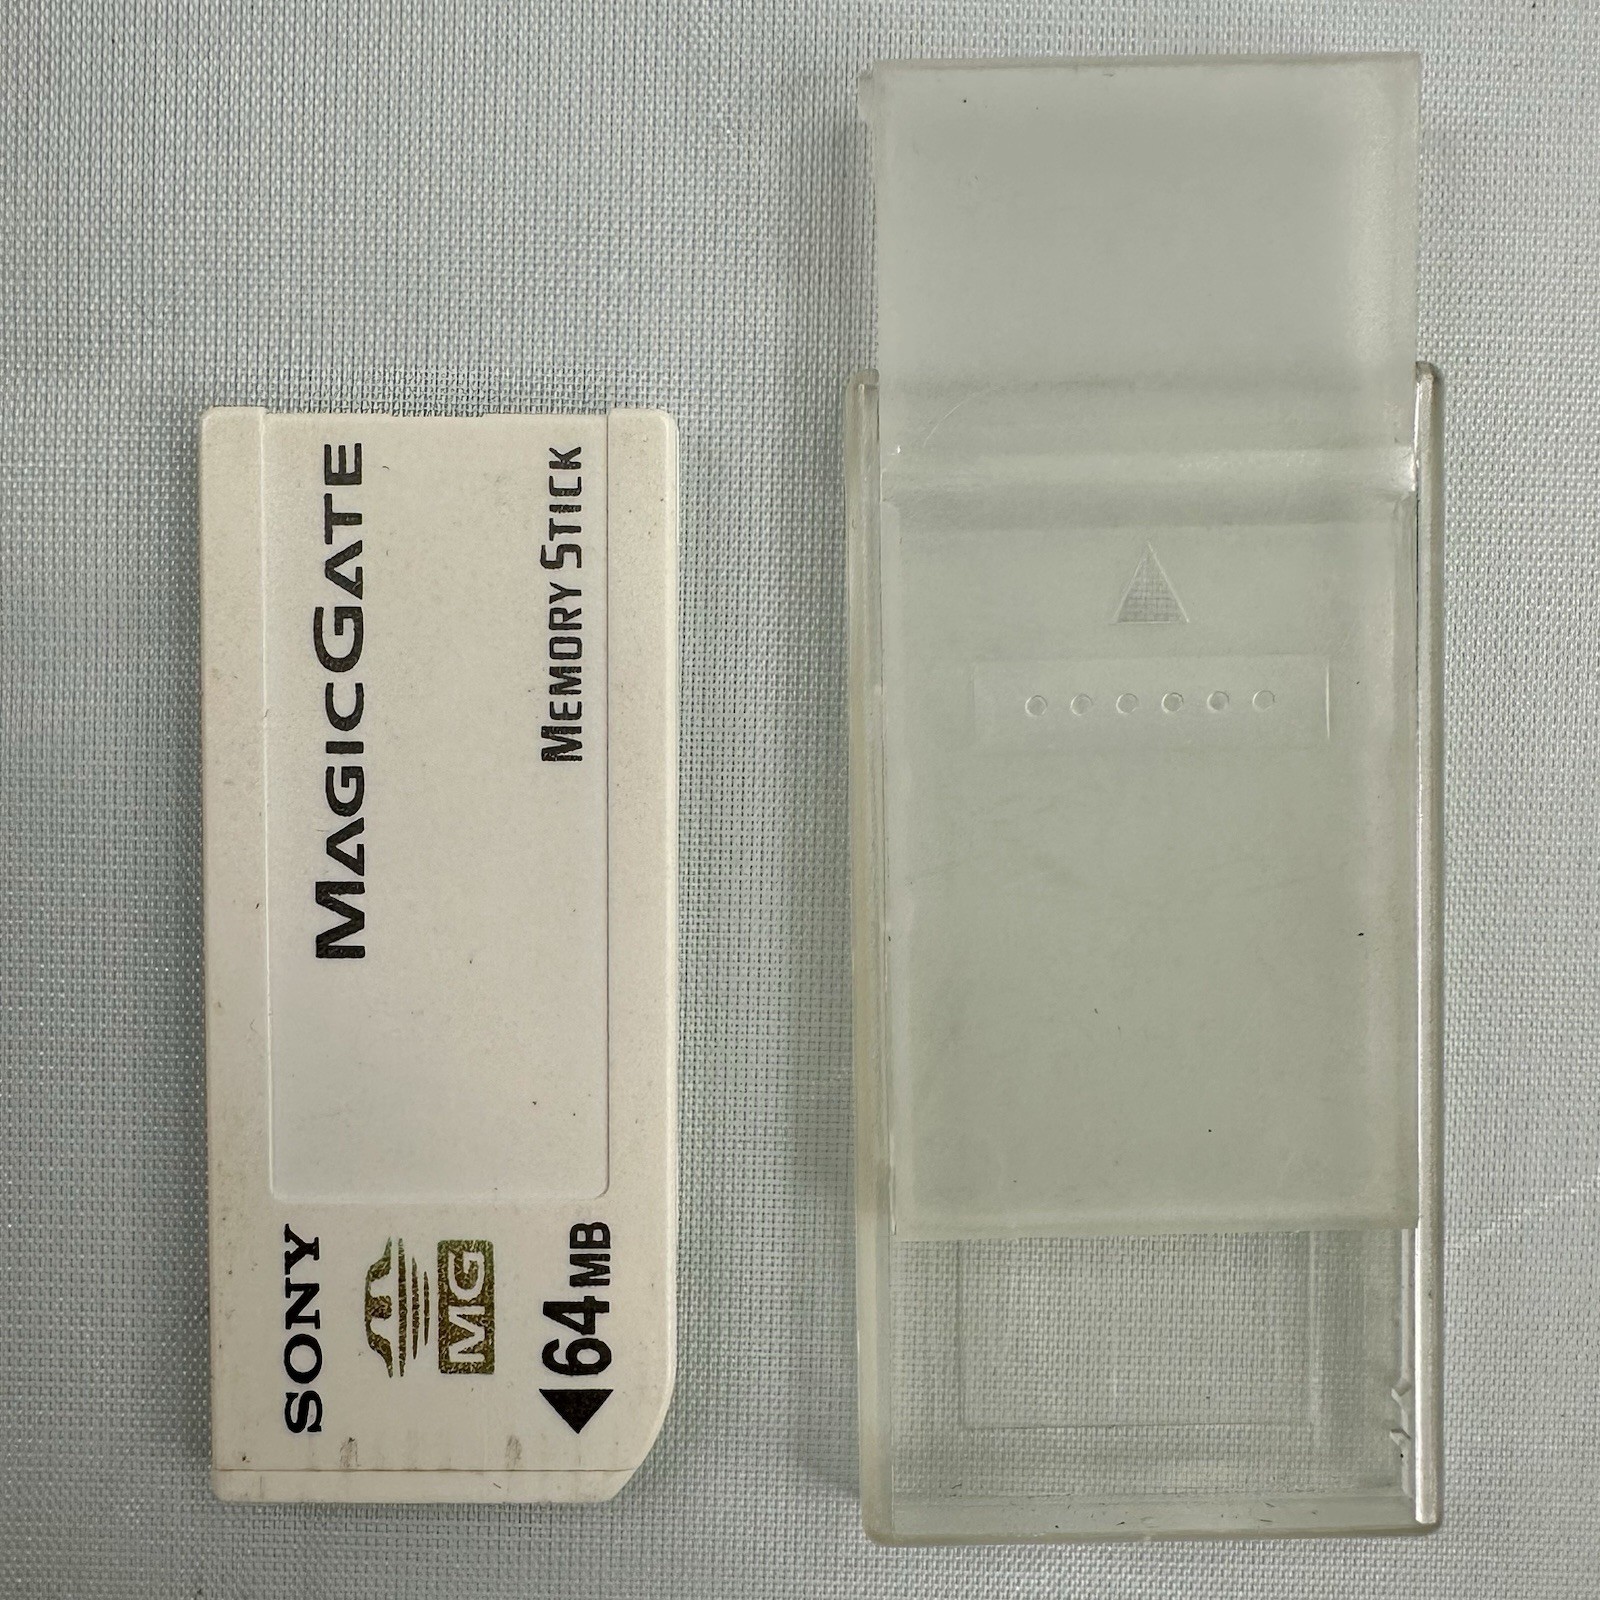 MAGICGATE
MEMORY STICK
SONY
MG
64MB